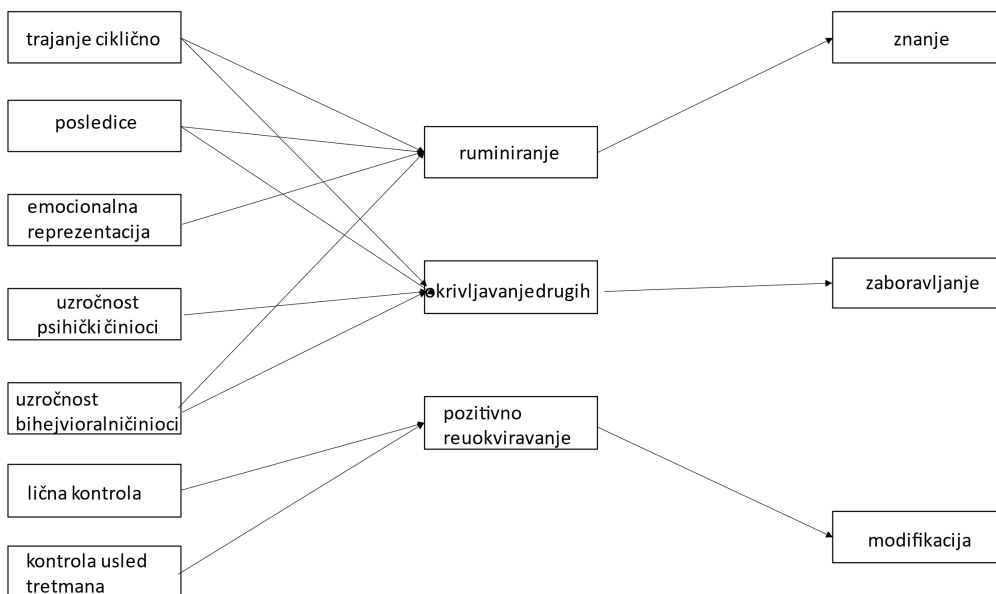 trajanje ciklično
posledice
emocionalna
reprezentacija
uzročnost
psihički činioci
uzročnost
bihejvioralničinioci
lična kontrola
kontrola usled
tretmana
ruminiranje
okrivljavanjedrugih
pozitivno
reuokviravanje
znanje
zaboravljanje
modifikacija